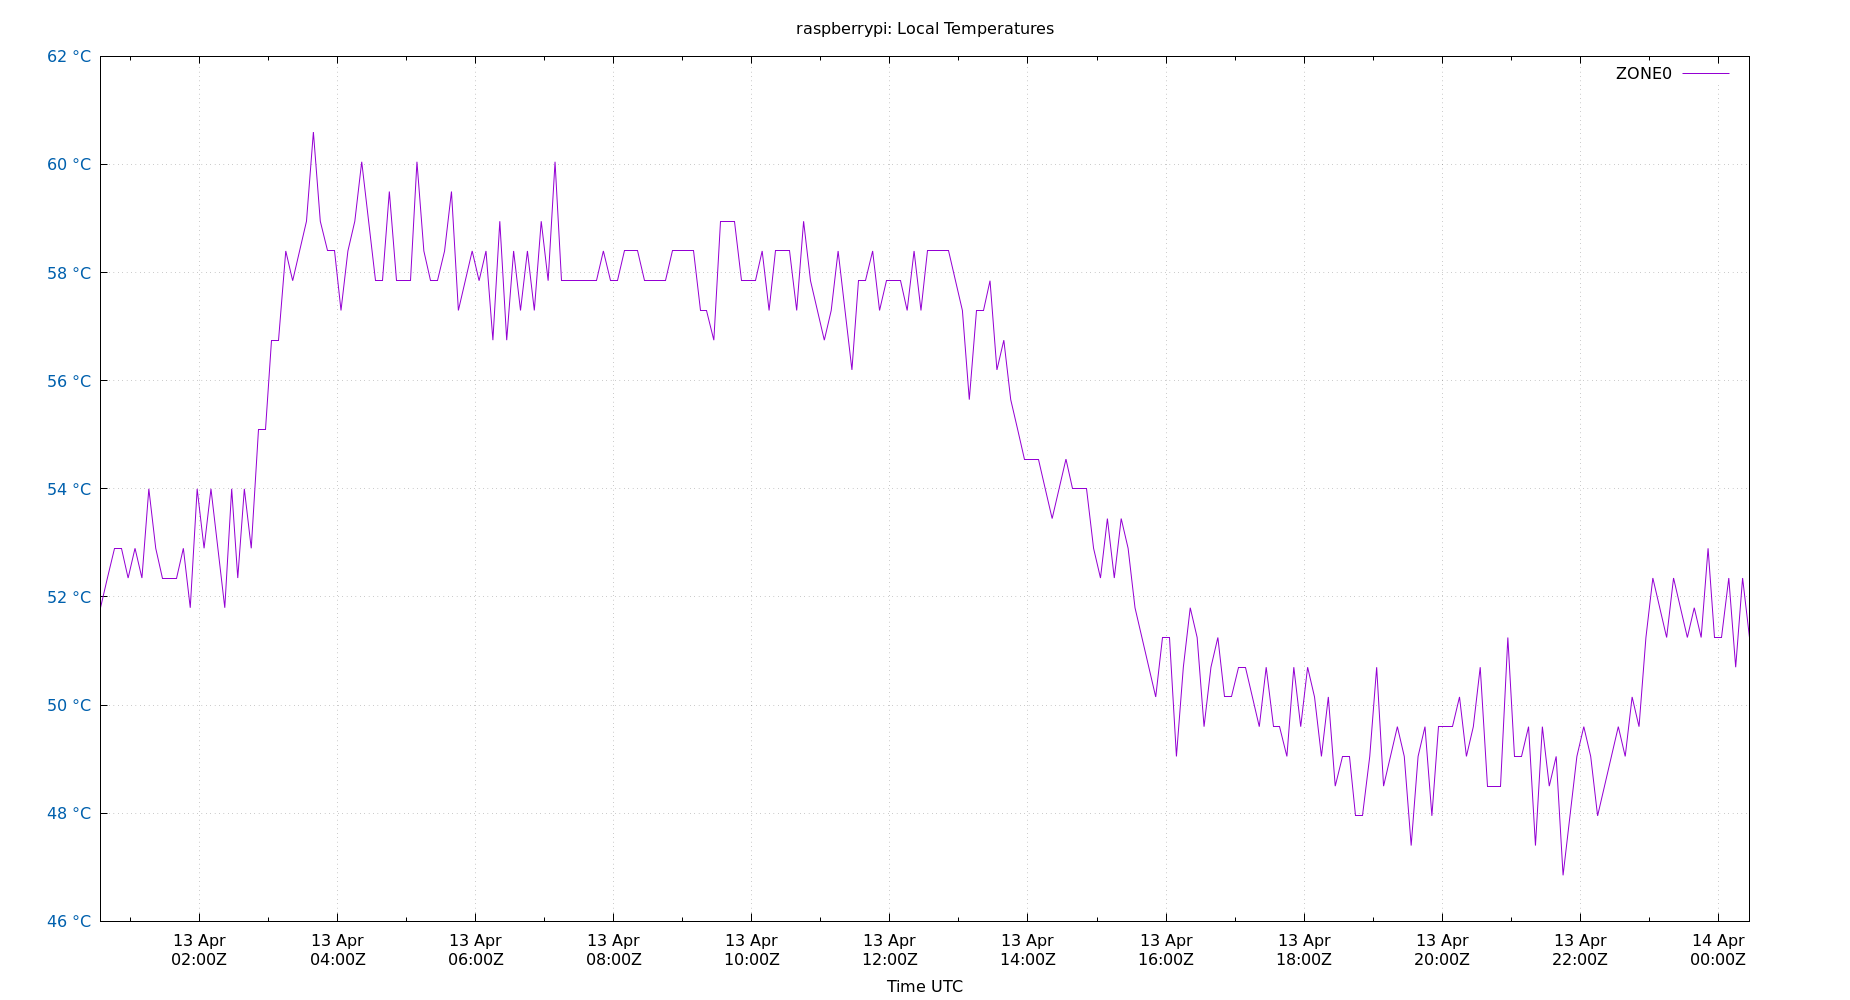 raspberrypi: Local Temperatures
62 °C
ZONE0
60 °C
58 °C
56 °C
54 °C
52 °C
50 °C
48 °C
46 °C
13 Apr 13 Apr 13 Apr 13 Apr 13 Apr 13 Apr 13 Apr 13 Apr 13 Apr 13 Apr 13 Apr 14 Apr
02:00Z 04:00Z 06:00Z 08:00Z 10:00Z 12:00Z 14:00Z 16:00Z 18:00Z 20:00Z 22:00Z 00:00Z
Time UTC